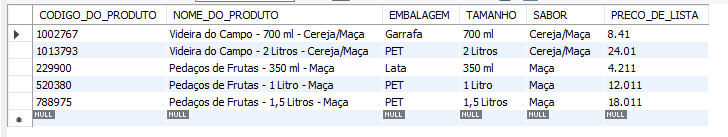 CODIGO_DO_PRODUTO NOME_DO_PRODUTO EMBALAGEM TAMANHO SABOR PRECO_DE_LISTA
1002767 Videira do Campo - 700 ml - Cereja/Maça Garrafa 700 ml Cereja/Maça 8.41
1013793 Videira do Campo - 2 Litros - Cereja/Maça PET 2 Litros Cereja/Maça 24.01
229900 Pedaços de Frutas - 350 ml - Maça Lata 350 ml Maça 4.211
520380 Pedaços de Frutas - 1 Litro - Maça PET 1 Litro Maça 12.011
788975 Pedaços de Frutas - 1,5 Litros - Maça PET 1,5 Litros Maça 18.011
NULL NULL NULL NULL NULL NULL